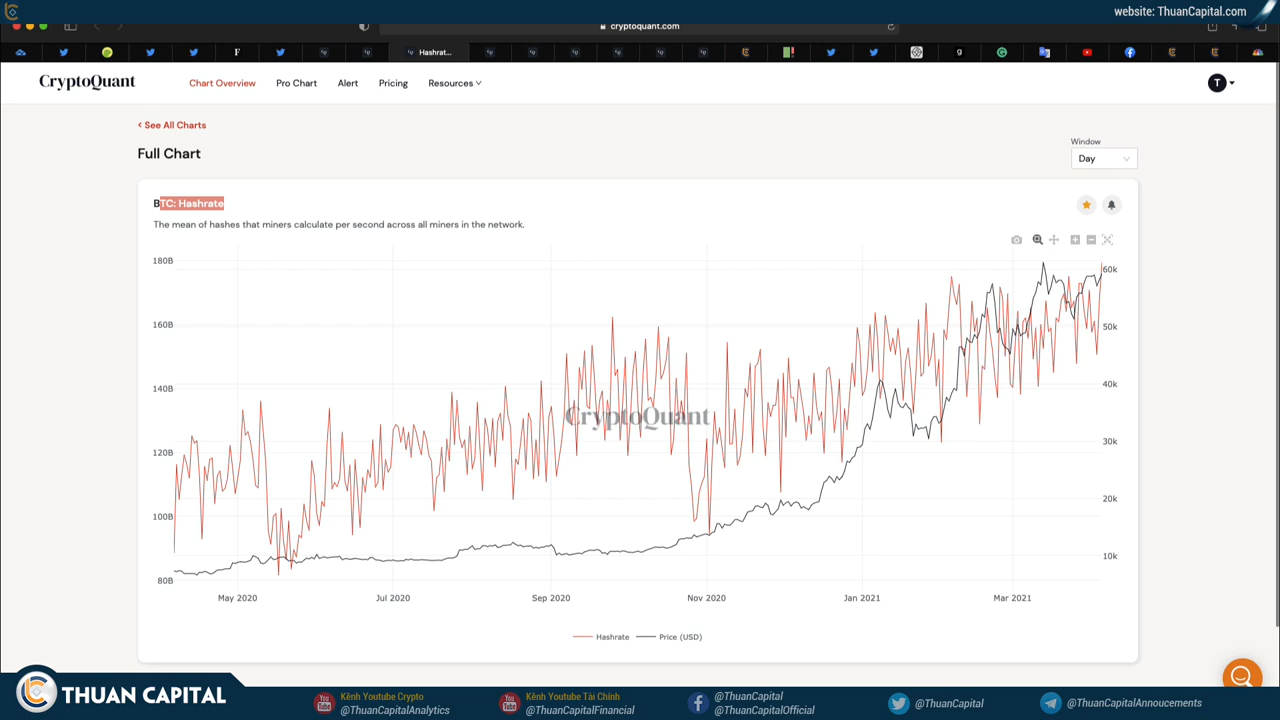 website: ThuanCapital.com
cryptoquant.com
Hashrat...
CryptoQuant
Chart Overview
Pro Chart
Alert
Pricing
Resources
T
< See All Charts
Full Chart
Window
Day
BTC: Hashrate
The mean of hashes that miners calculate per second across all miners in the network.
180B
160B
140B
120B
100B
80B
60k
50k
40k
30k
20k
10k
CryptoQuant
May 2020
Jul 2020
Sep 2020
Nov 2020
Jan 2021
Mar 2021
Hashrate
Price (USD)
THUAN CAPITAL
You Tube
Kênh Youtube Crypto
@ThuanCapitalAnalytics
You Tube
Kênh Youtube Tài Chính
@ThuanCapitalFinancial
@ThuanCapital
@ThuanCapitalOfficial
@ThuanCapital
@ThuanCapitalAnnoucements